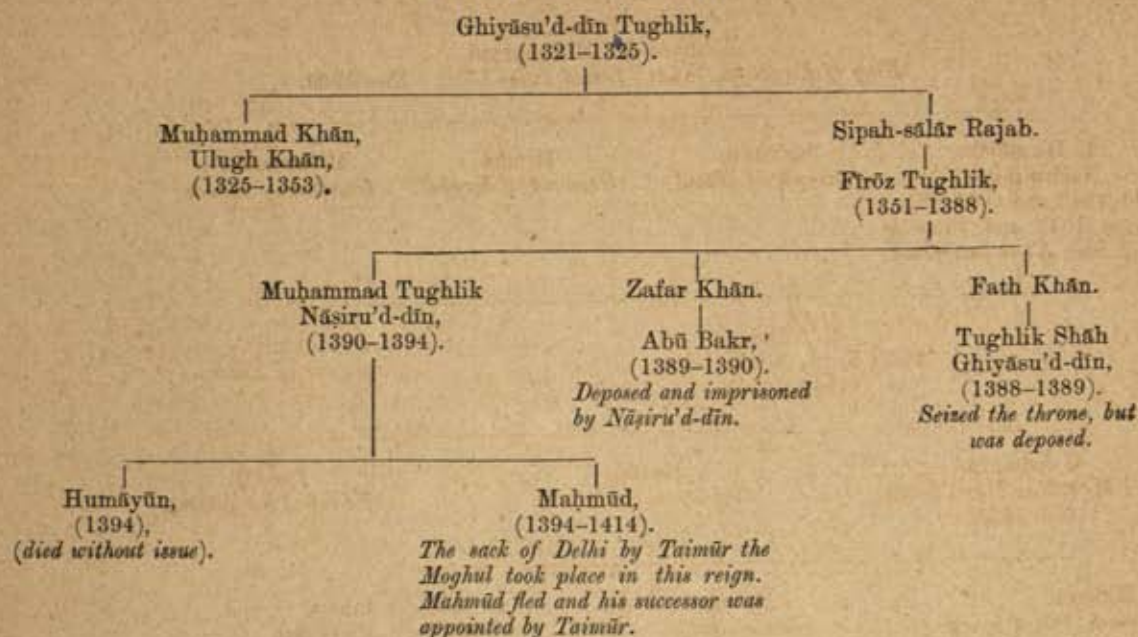 Ghiyāsu'd-dīn Tughlik,
(1321–1325).
Muḥammad Khān,
Ulugh Khān,
(1325–1353).
Sipah-sālār Rajab.
Fīrōz Tughlik,
(1351–1388).
Muḥammad Tughlik
Nāṣiru'd-dīn,
(1390–1394).
Zafar Khān.
Abū Bakr,
(1389–1390).
Deposed and imprisoned
by Nāṣiru'd-dīn.
Fath Khān.
Tughlik Shāh
Ghiyāsu'd-dīn,
(1388–1389).
Seized the throne, but
was deposed.
Humāyūn,
(1394),
(died without issue).
Maḥmūd,
(1394–1414).
The sack of Delhi by Taimūr the
Moghul took place in this reign.
Mahmūd fled and his successor was
appointed by Taimūr.